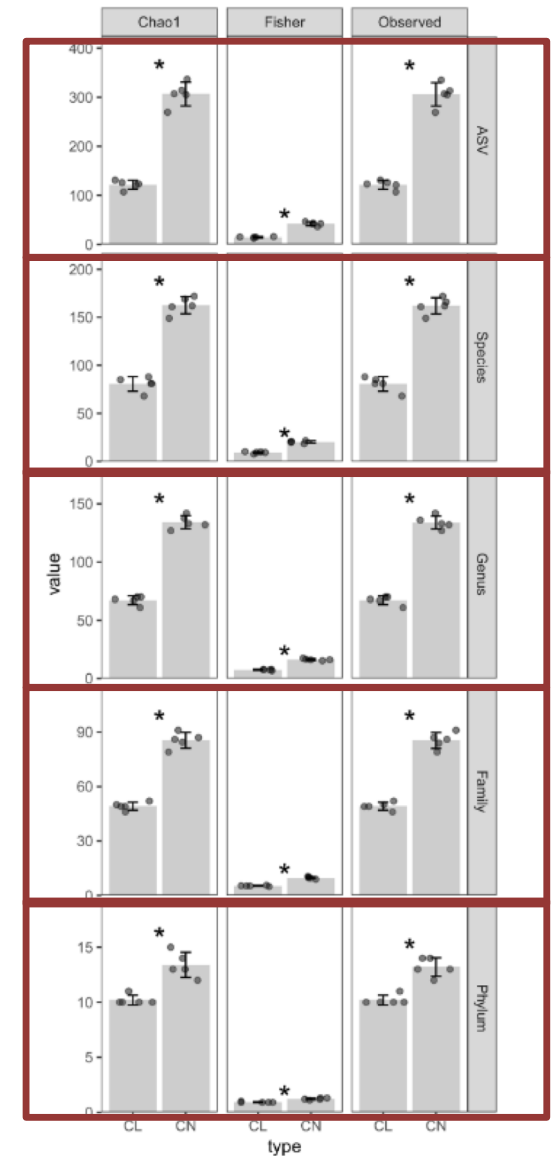 Chao1 Fisher Observed
400
300
200
100
0
* * *
ASV
200
150
100
50
0
* * *
Species
150
100
50
0
* * *
Genus
value
90
60
30
0
* * *
Family
15
10
5
0
* * *
Phylum
CL CN CL CN CL CN
type